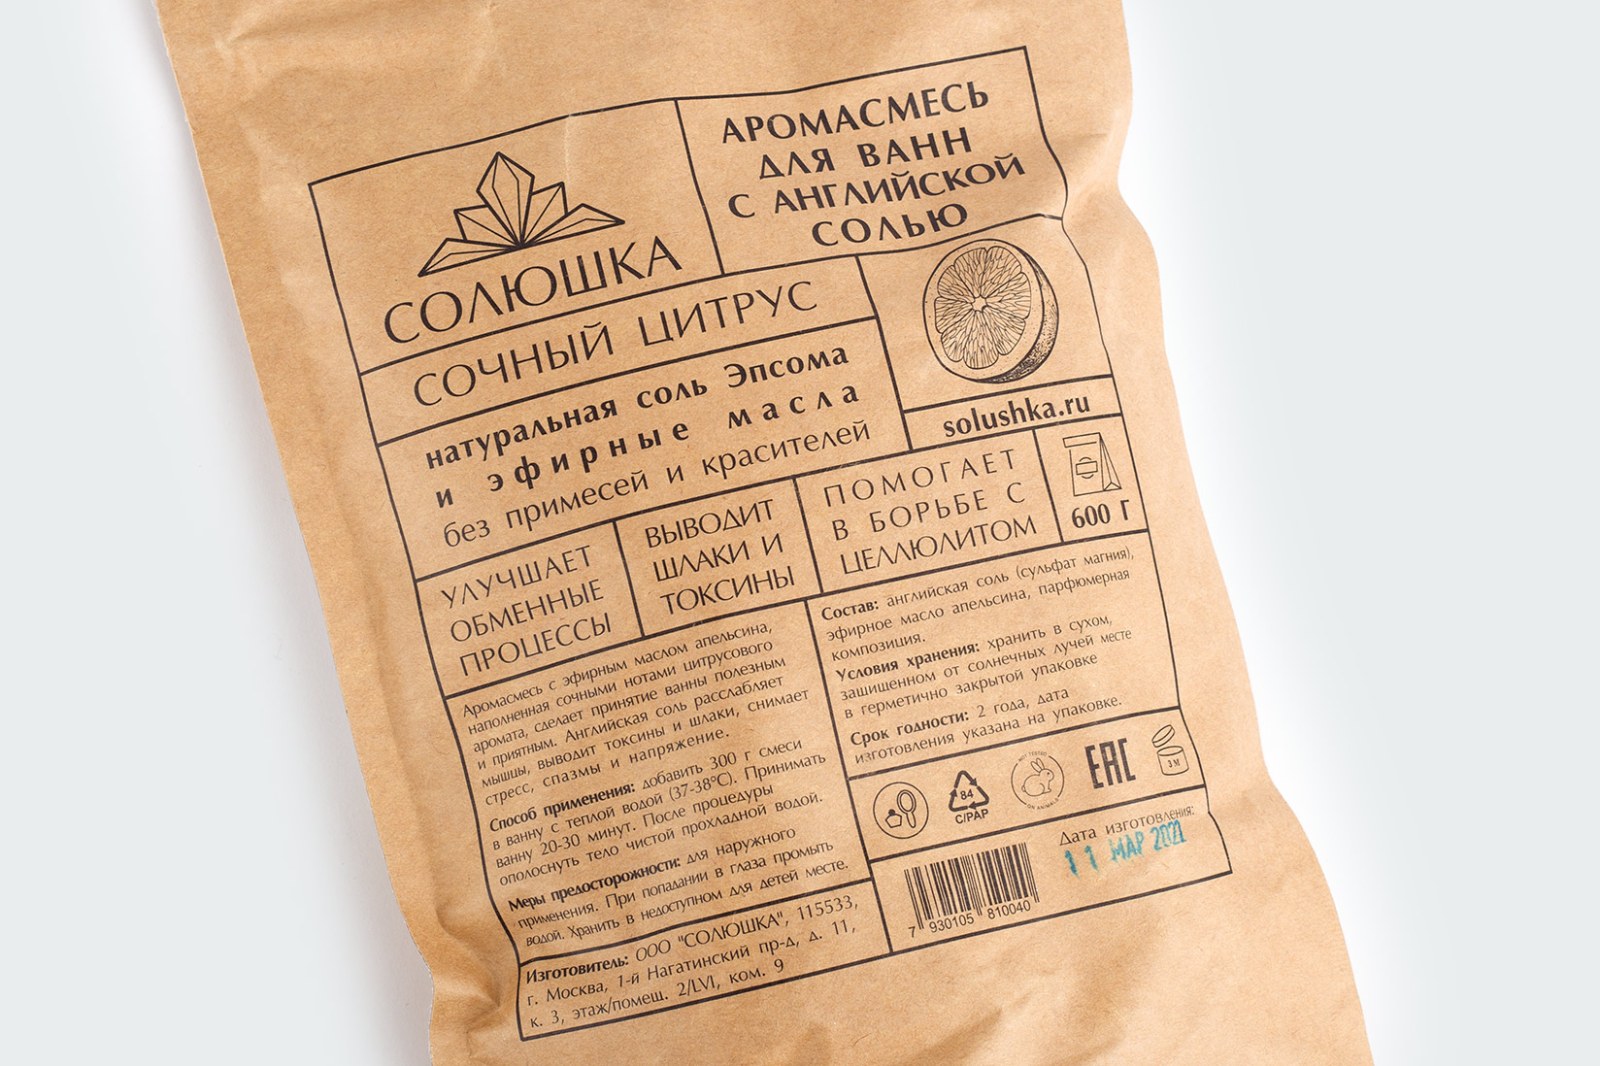 СОЛЮШКА
АРОМАСМЕСЬ
ДЛЯ ВАНН
С АНГЛИЙСКОЙ
СОЛЬЮ
СОЧНЫЙ ЦИТРУС
натуральная соль Эпсома
и эфирные масла
без примесей и красителей
solushka.ru
УЛУЧШАЕТ
ОБМЕННЫЕ
ПРОЦЕССЫ
ВЫВОДИТ
ШЛАКИ И
ТОКСИНЫ
ПОМОГАЕТ
В БОРЬБЕ С
ЦЕЛЛЮЛИТОМ
600 Г
Аромасмесь с эфирным маслом апельсина,
наполненная сочными нотами цитрусового
аромата, сделает принятие ванны полезным
и приятным. Английская соль расслабляет
мышцы, выводит токсины и шлаки, снимает
стресс, спазмы и напряжение.
Способ применения: добавить 300 г смеси
в ванну с теплой водой (37-38°C). Принимать
ванну 20-30 минут. После процедуры
ополоснуть тело чистой прохладной водой.
Меры предосторожности: для наружного
применения. При попадании в глаза промыть
водой. Хранить в недоступном для детей месте.
Изготовитель: ООО "СОЛЮШКА", 115533,
г. Москва, 1-й Нагатинский пр-д, д. 11,
к. 3, этаж/помещ. 2/LVI, ком. 9
Состав: английская соль (сульфат магния),
эфирное масло апельсина, парфюмерная
композиция.
Условия хранения: хранить в сухом,
зашишенном от солнечных лучей месте
в герметично закрытой упаковке
Срок годности: 2 года, дата
изготовления указана на упаковке.
84
C/PAP
NOT TESTED
ON ANIMALS
EAC
3 М
Дата изготовления:
11 МАР 2021
7 930105 810040